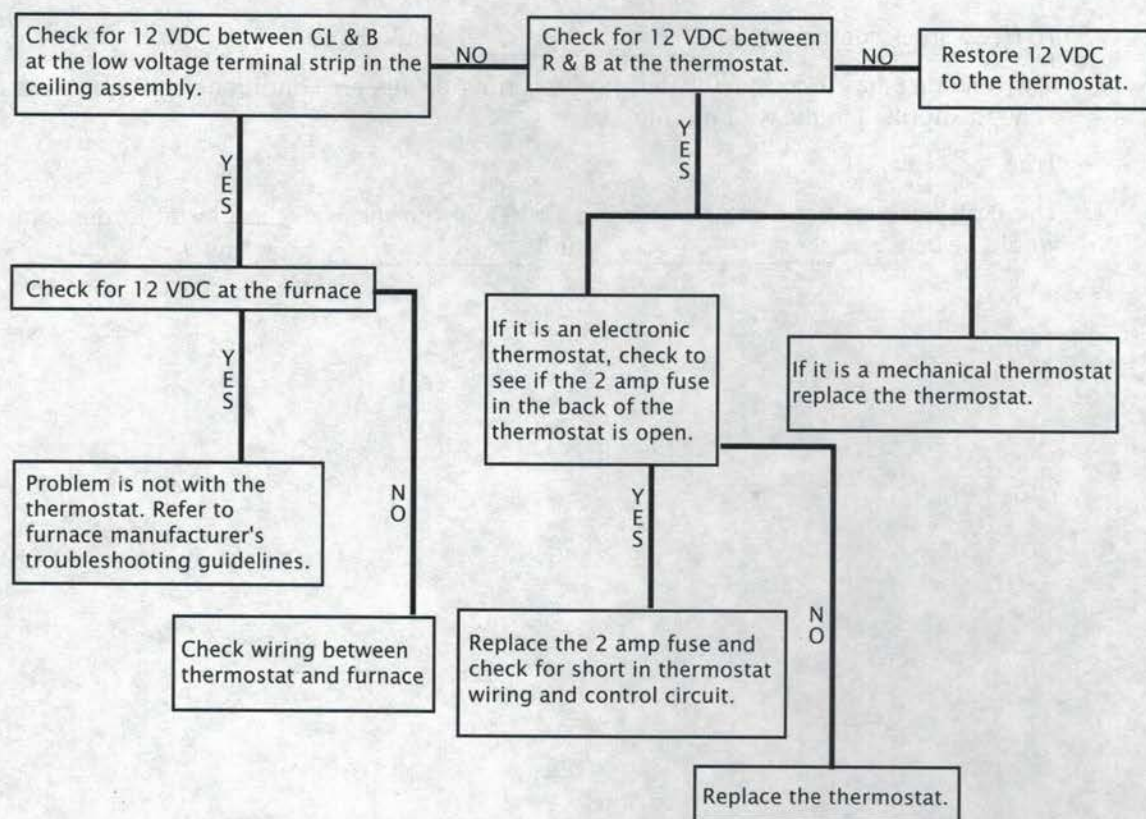 Check for 12 VDC between GL & B
at the low voltage terminal strip in the
ceiling assembly.
NO
Check for 12 VDC between
R & B at the thermostat.
NO
Restore 12 VDC
to the thermostat.
YES
YES
Check for 12 VDC at the furnace
If it is an electronic
thermostat, check to
see if the 2 amp fuse
in the back of the
thermostat is open.
If it is a mechanical thermostat
replace the thermostat.
YES
NO
Problem is not with the
thermostat. Refer to
furnace manufacturer's
troubleshooting guidelines.
YES
NO
Check wiring between
thermostat and furnace
Replace the 2 amp fuse and
check for short in thermostat
wiring and control circuit.
Replace the thermostat.